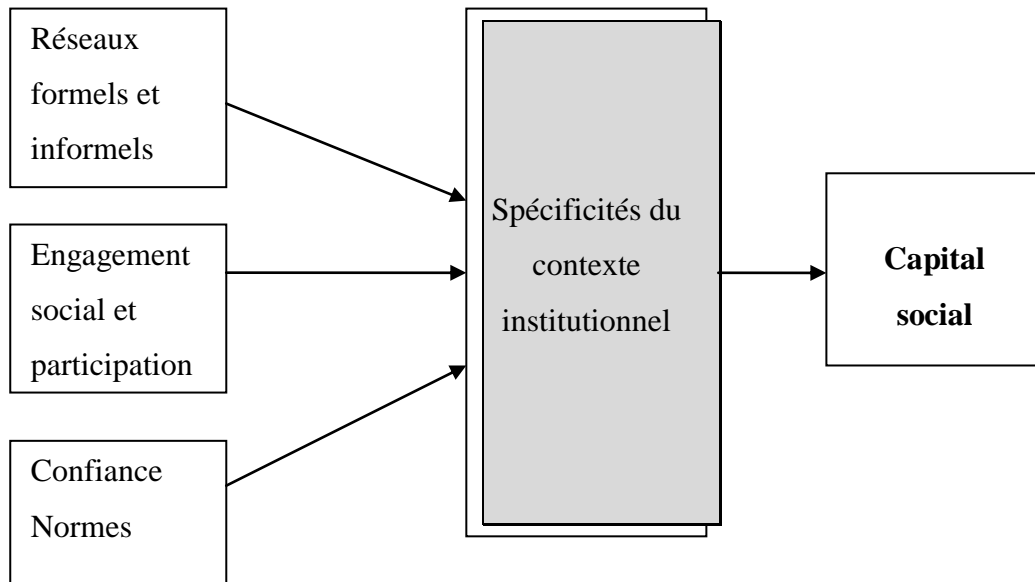 Réseaux
formels et
informels
Engagement
social et
participation
Confiance
Normes
Spécificités du
contexte
institutionnel
Capital
social